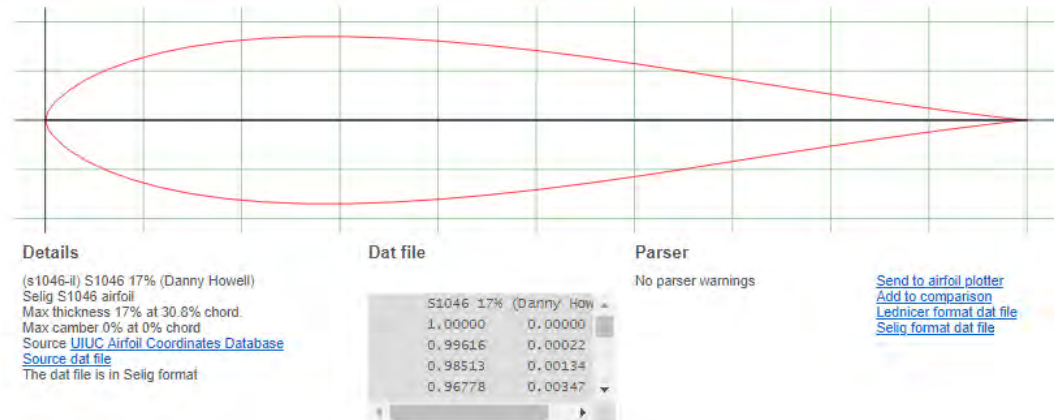 Details
(s1046-il) S1046 17% (Danny Howell)
Selig S1046 airfoil
Max thickness 17% at 30.8% chord.
Max camber 0% at 0% chord
Source UIUC Airfoil Coordinates Database
Source dat file
The dat file is in Selig format
Dat file
S1046 17% (Danny How
1.00000 0.00000
0.99616 0.00022
0.98513 0.00134
0.96778 0.00347
Parser
No parser warnings
Send to airfoil plotter
Add to comparison
Lednicer format dat file
Selig format dat file